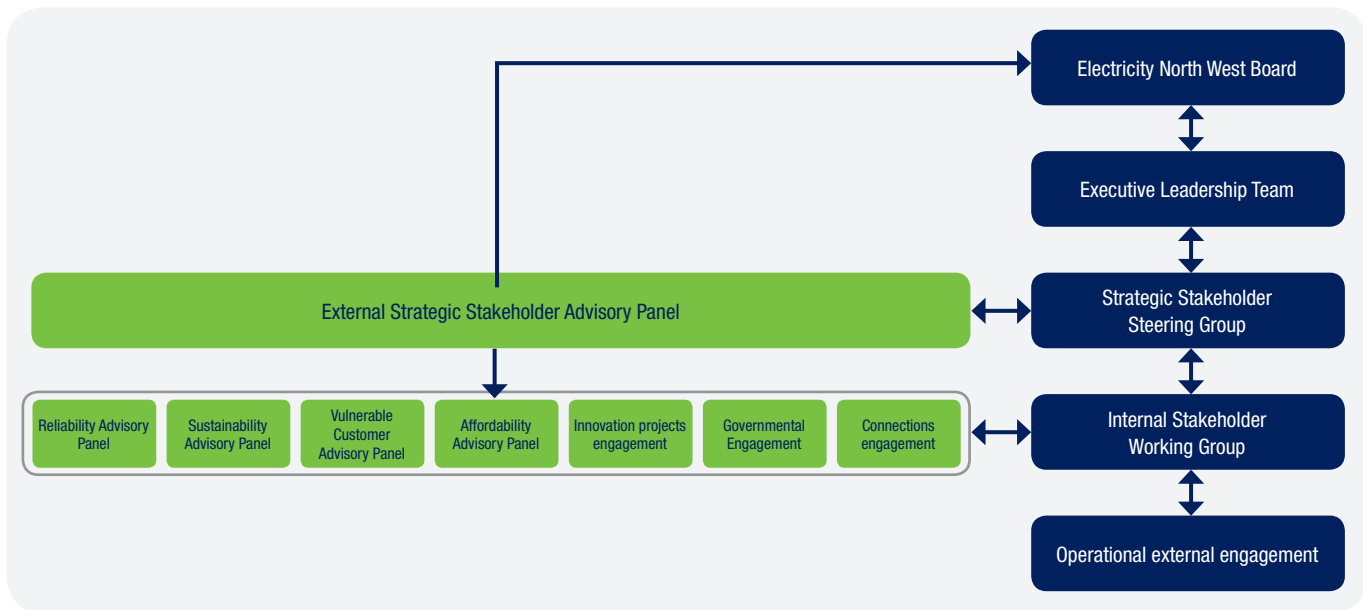 Electricity North West Board
Executive Leadership Team
External Strategic Stakeholder Advisory Panel
Strategic Stakeholder
Steering Group
Reliability Advisory
Panel
Sustainability
Advisory Panel
Vulnerable
Customer
Advisory Panel
Affordability
Advisory Panel
Innovation projects
engagement
Governmental
Engagement
Connections
engagement
Internal Stakeholder
Working Group
Operational external engagement